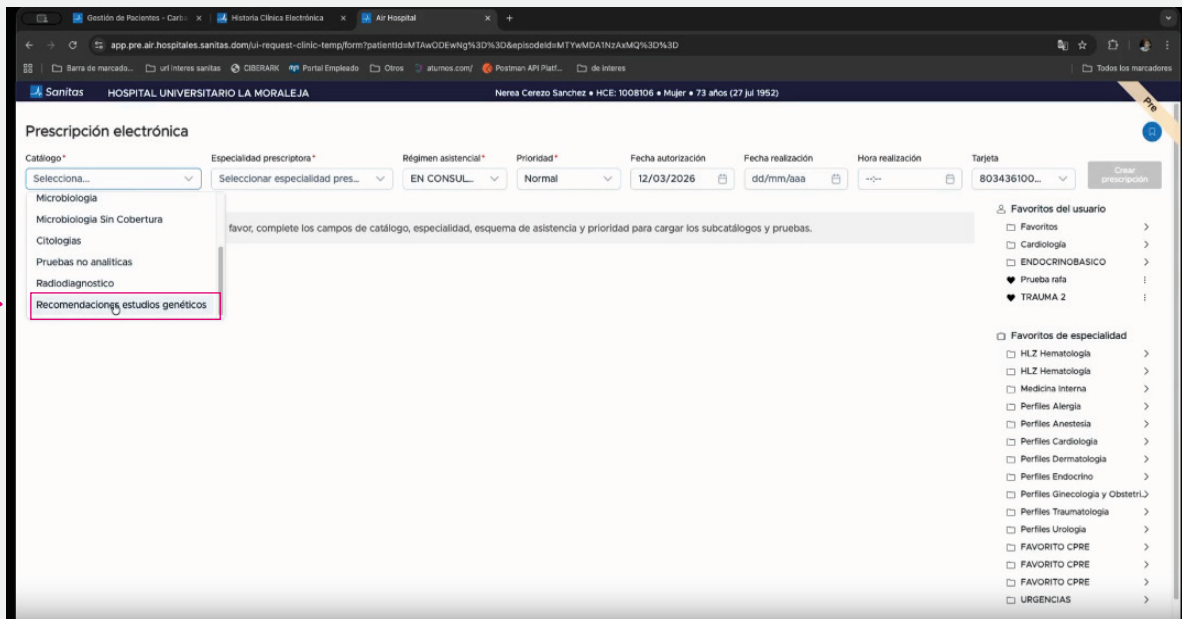 Gestión de Pacientes - Carb
Historia Clínica Electrónica
Air Hospital
app.pre.air.hospitales.sanitas.dom/ui-request-clinic-temp/form?patientId=MTAwODEwNg%3D%3D&episodeId=MTYwMDA1NzAxMQ%3D%3D
Barra de marcado...
url interes sanitas
CIBERARK
Portal Empleado
Otros
aturnos.com/
Postman API Platf...
de interes
Todos los marcadores
Sanitas
HOSPITAL UNIVERSITARIO LA MORALEJA
Nerea Cerezo Sanchez • HCE: 1008106 • Mujer • 73 años (27 jul 1952)
Pre
Prescripción electrónica
Catálogo*
Especialidad prescriptora*
Régimen asistencial*
Prioridad*
Fecha autorización
Fecha realización
Hora realización
Tarjeta
Selecciona...
Seleccionar especialidad pres...
EN CONSUL...
Normal
12/03/2026
dd/mm/aaa
--:--
803436100...
Crear prescripción
Microbiologia
Microbiologia Sin Cobertura
Citologias
Pruebas no analiticas
Radiodiagnostico
Recomendaciones estudios genéticos
favor, complete los campos de catálogo, especialidad, esquema de asistencia y prioridad para cargar los subcatálogos y pruebas.
Favoritos del usuario
Favoritos
Cardiología
ENDOCRINOBASICO
Prueba rafa
TRAUMA 2
Favoritos de especialidad
HLZ Hematología
HLZ Hematología
Medicina interna
Perfiles Alergia
Perfiles Anestesia
Perfiles Cardiologia
Perfiles Dermatologia
Perfiles Endocrino
Perfiles Ginecologia y Obstetri...
Perfiles Traumatologia
Perfiles Urologia
FAVORITO CPRE
FAVORITO CPRE
FAVORITO CPRE
URGENCIAS